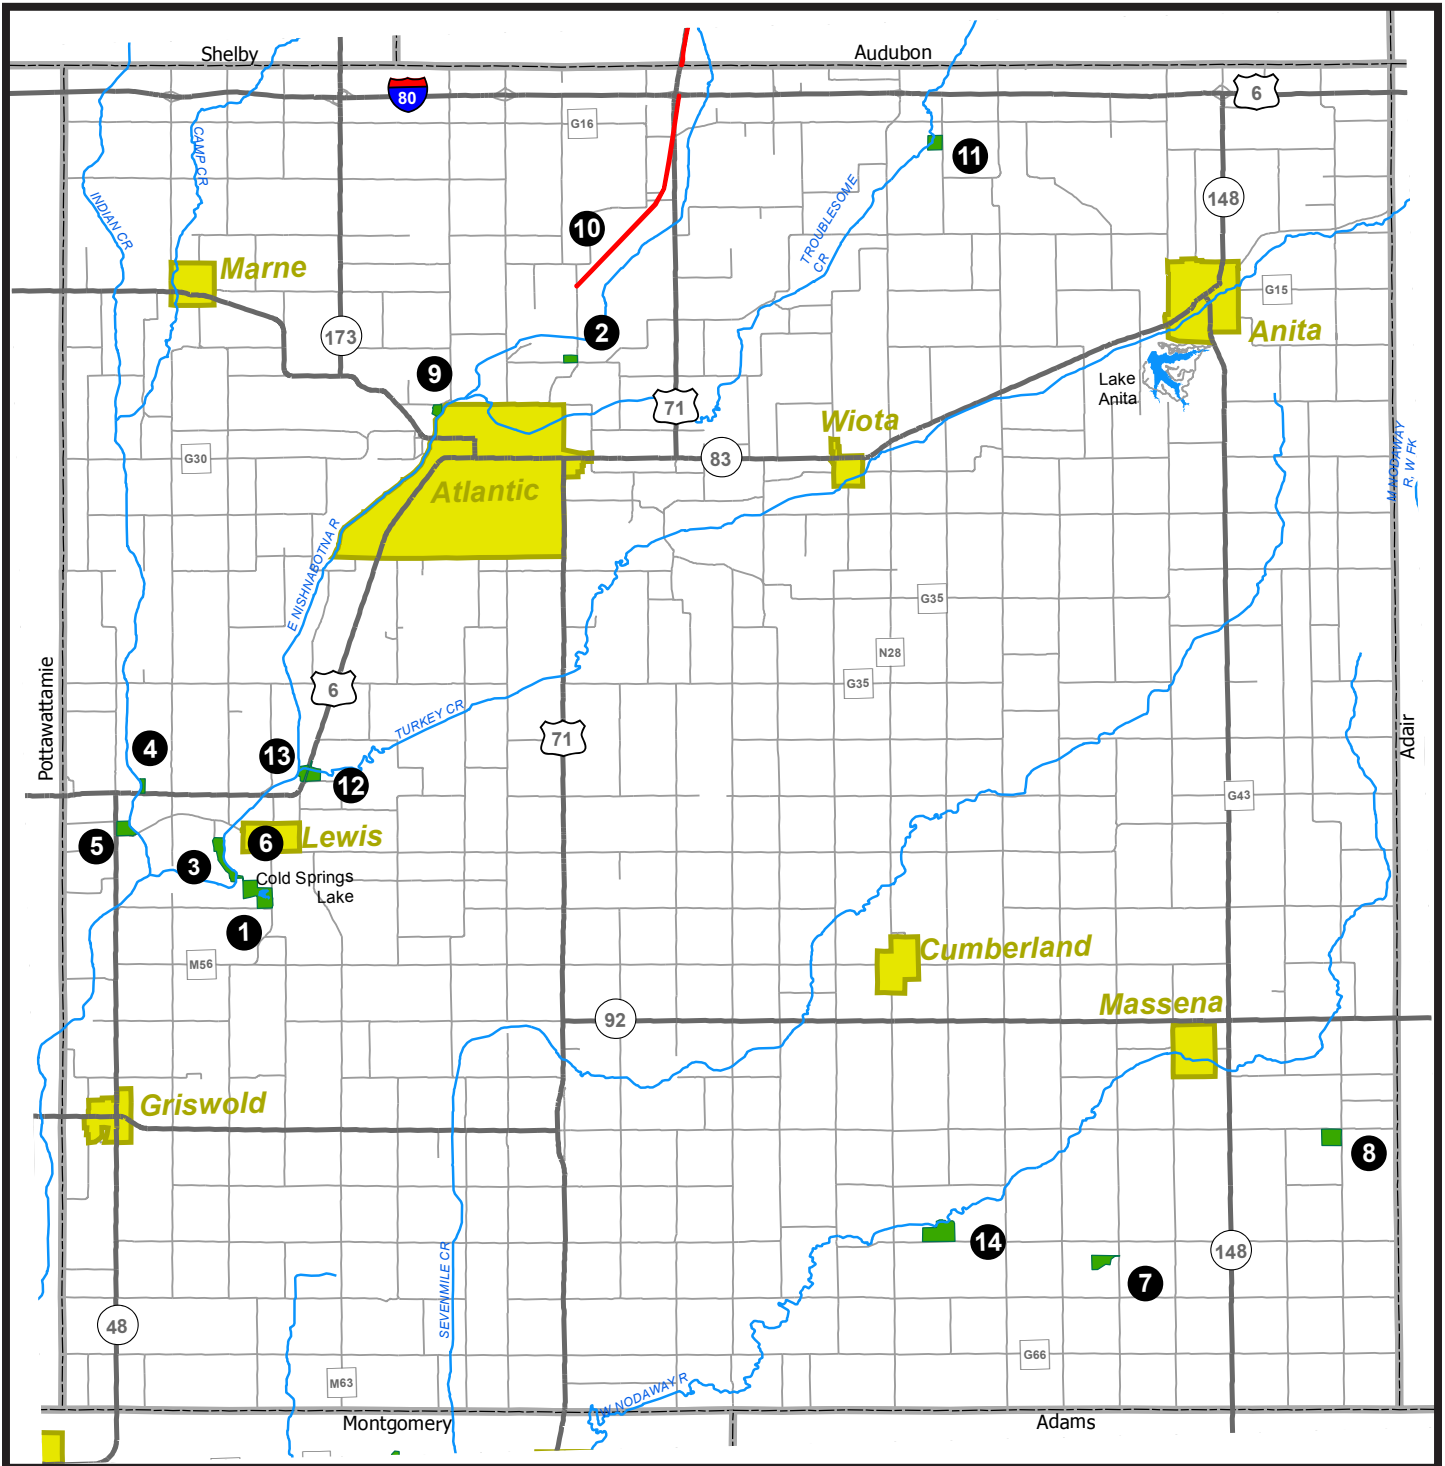 Shelby
Audubon
80
6
G16
CAMP CR
11
INDIAN CR
148
TROUBLESOME
CR
10
Marne
G15
Anita
173
2
9
Lake
Anita
71
Wiota
83
G30
M NODAWAY
R, W FK
Atlantic
E NISHNABOTNA R
G35
N28
G35
6
Pottawattamie
TURKEY CR
71
Adair
4
13
12
G43
5
6
Lewis
3
Cold Springs
Lake
1
M56
Cumberland
Massena
92
Griswold
8
14
148
7
SEVENMILE CR
48
G66
M63
W NODAWAY R
Montgomery
Adams